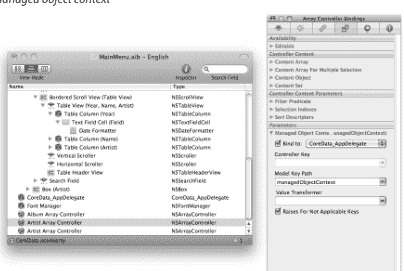 managed object context
MainMenu.xib – English
View Mode
Inspector
Search Field
Name
Type
Bordered Scroll View (Table View)
NSScrollView
Table View (Year, Name, Artist)
NSTableView
Table Column (Year)
NSTableColumn
Text Field Cell (Field)
NSTextFieldCell
Date Formatter
NSDateFormatter
Table Column (Name)
NSTableColumn
Table Column (Artist)
NSTableColumn
Vertical Scroller
NSScroller
Horizontal Scroller
NSScroller
Table Header View
NSTableHeaderView
Search Field
NSSearchField
Box (Artist)
NSBox
CoreData_AppDelegate
CoreData_AppDelegate
Font Manager
NSFontManager
Album Array Controller
NSArrayController
Artist Array Controller
NSArrayController
Artist Array Controller
NSArrayController
CoreData.xcodeproj
Array Controller Bindings
Availability
Editable
Controller Content
Content Array
Content Array For Multiple Selection
Content Object
Content Set
Controller Content Parameters
Filter Predicate
Selection Indexes
Sort Descriptors
Parameters
Managed Object Conte...anagedObjectContext)
Bind to: CoreData_AppDelegate
Controller Key
Model Key Path
managedObjectContext
Value Transformer
Raises For Not Applicable Keys